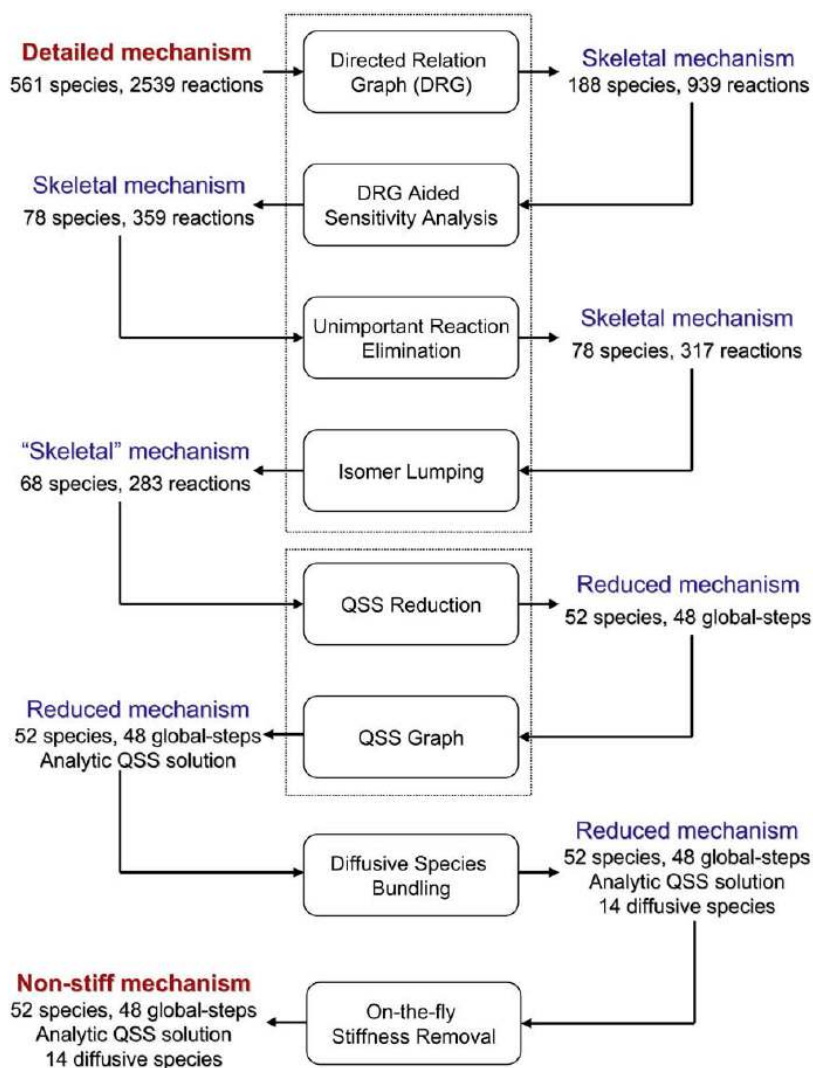 Detailed mechanism
561 species, 2539 reactions
Directed Relation
Graph (DRG)
Skeletal mechanism
188 species, 939 reactions
Skeletal mechanism
78 species, 359 reactions
DRG Aided
Sensitivity Analysis
Unimportant Reaction
Elimination
Skeletal mechanism
78 species, 317 reactions
“Skeletal” mechanism
68 species, 283 reactions
Isomer Lumping
QSS Reduction
Reduced mechanism
52 species, 48 global-steps
Reduced mechanism
52 species, 48 global-steps
Analytic QSS solution
QSS Graph
Diffusive Species
Bundling
Reduced mechanism
52 species, 48 global-steps
Analytic QSS solution
14 diffusive species
Non-stiff mechanism
52 species, 48 global-steps
Analytic QSS solution
14 diffusive species
On-the-fly
Stiffness Removal